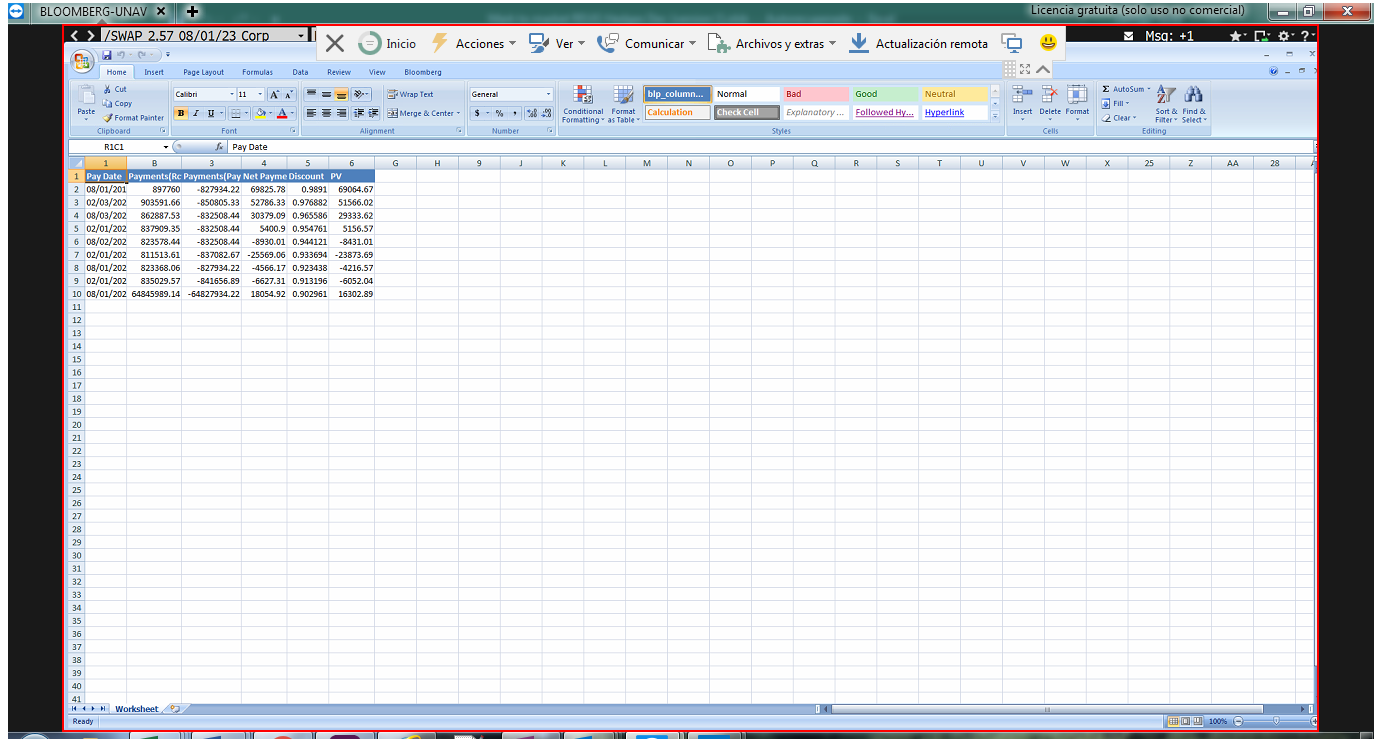 BLOOMBERG-UNAV
Licencia gratuita (solo uso no comercial)
/SWAP 2.57 08/01/23 Corp
Inicio Acciones Ver Comunicar Archivos y extras Actualización remota
Msg: +1
Home Insert Page Layout Formulas Data Review View Bloomberg
Cut
Copy
Format Painter
Paste
Calibri 11
B I U
Wrap Text
Merge & Center
General
$ % ,
Conditional Formatting
Format as Table
blp_column... Normal Bad Good Neutral
Calculation Check Cell Explanatory ... Followed Hy... Hyperlink
Insert Delete Format
Σ AutoSum
Fill
Clear
Sort & Filter
Find & Select
Clipboard Font Alignment Number Styles Cells Editing
R1C1 fx Pay Date
1 B 3 4 5 6 G H 9 J K L M N O P Q R S T U V W X 25 Z AA 28
1 Pay Date Payments(Rc Payments(Pay Net Payme Discount PV
2 08/01/201 897760 -827934.22 69825.78 0.9891 69064.67
3 02/03/202 903591.66 -850805.33 52786.33 0.976882 51566.02
4 08/03/202 862887.53 -832508.44 30379.09 0.965586 29333.62
5 02/01/202 837909.35 -832508.44 5400.9 0.954761 5156.57
6 08/02/202 823578.44 -832508.44 -8930.01 0.944121 -8431.01
7 02/01/202 811513.61 -837082.67 -25569.06 0.933694 -23873.69
8 08/01/202 823368.06 -827934.22 -4566.17 0.923438 -4216.57
9 02/01/202 835029.57 -841656.89 -6627.31 0.913196 -6052.04
10 08/01/202 64845989.14 -64827934.22 18054.92 0.902961 16302.89
11
12
13
14
15
16
17
18
19
20
21
22
23
24
25
26
27
28
29
30
31
32
33
34
35
36
37
38
39
40
41
Worksheet
Ready
100%